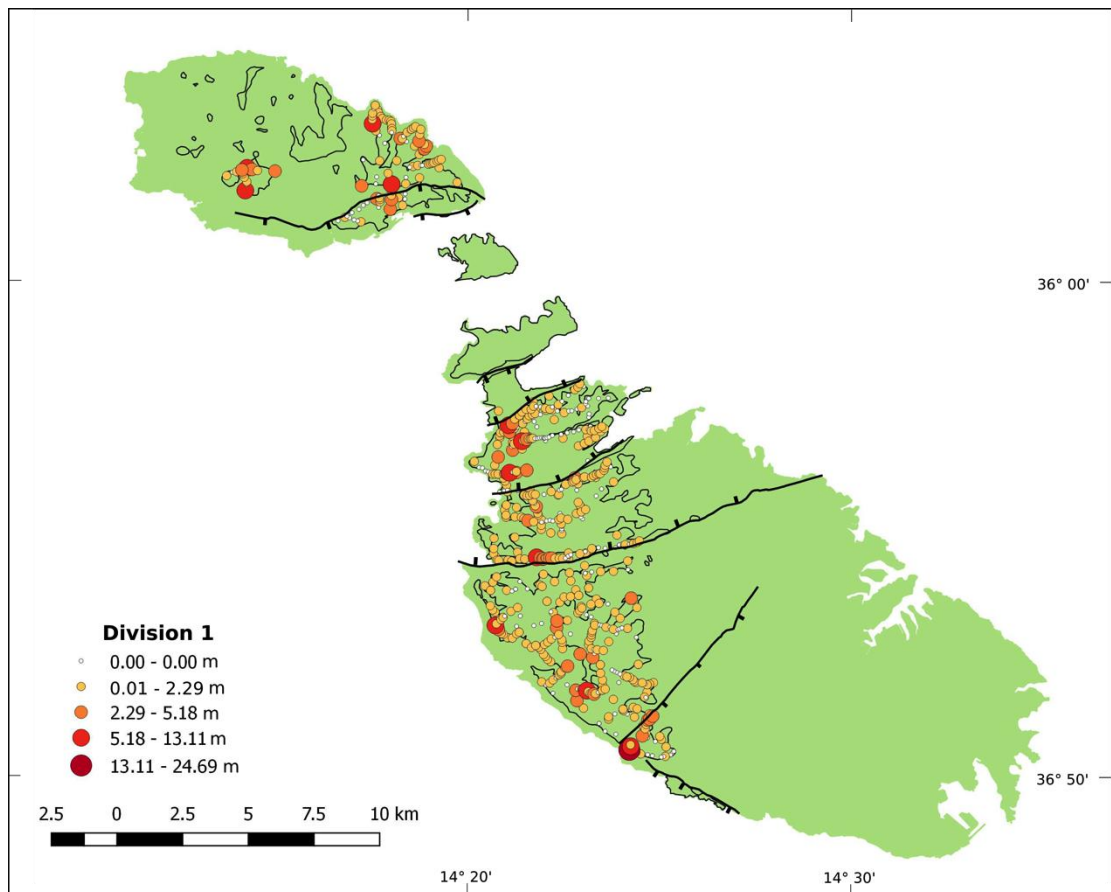 36° 00'
Division 1
0.00 - 0.00 m
0.01 - 2.29 m
2.29 - 5.18 m
5.18 - 13.11 m
13.11 - 24.69 m
36° 50'
2.5 0 2.5 5 7.5 10 km
14° 20' 14° 30'